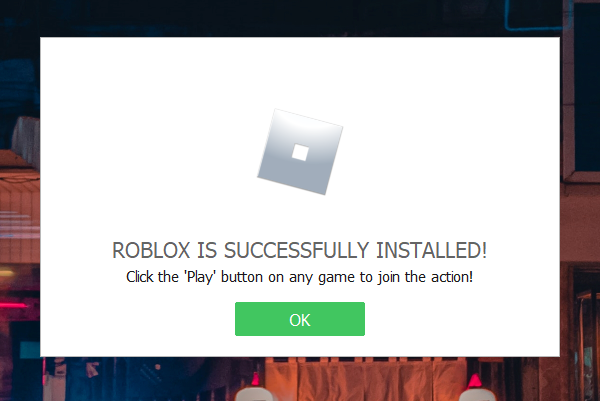 ROBLOX IS SUCCESSFULLY INSTALLED!
Click the 'Play' button on any game to join the action!
OK